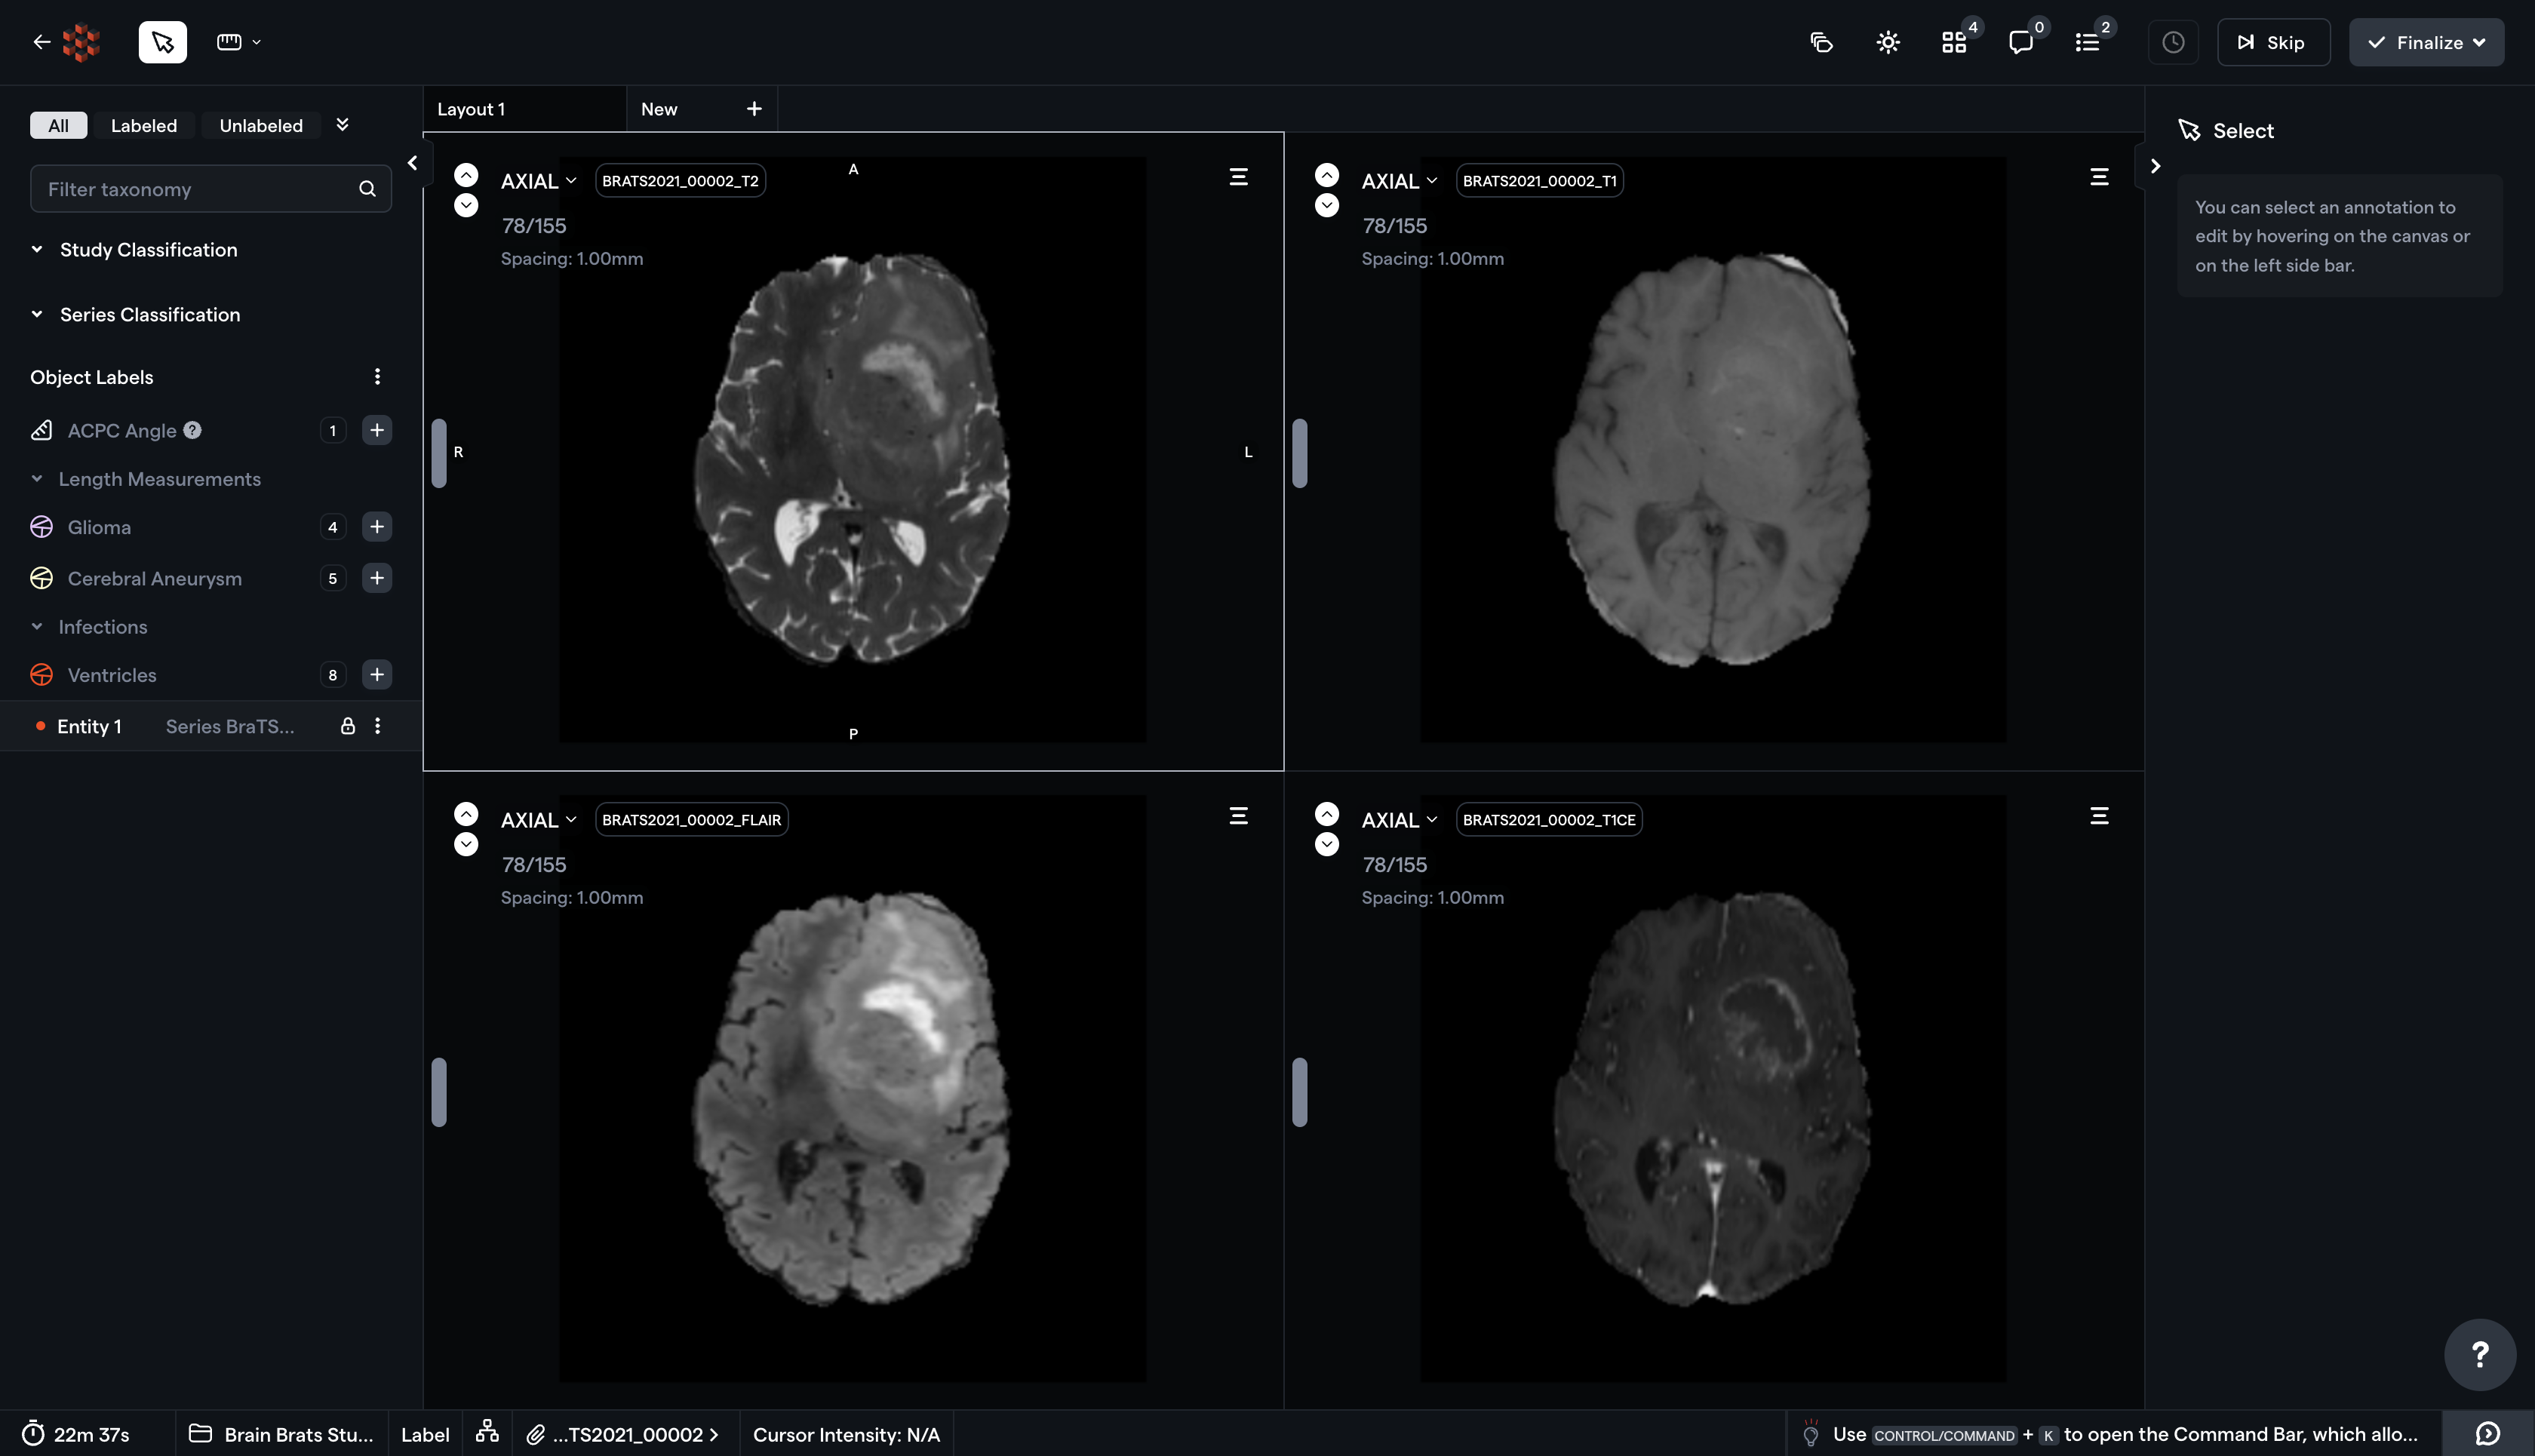 4
0
2
Skip
Finalize
All
Labeled
Unlabeled
Filter taxonomy
Study Classification
Series Classification
Object Labels
ACPC Angle ?
1
Length Measurements
Glioma
4
Cerebral Aneurysm
5
Infections
Ventricles
8
Entity 1 Series BraTS...
Layout 1
New
AXIAL BRATS2021_00002_T2
78/155
Spacing: 1.00mm
A
R
L
P
AXIAL BRATS2021_00002_T1
78/155
Spacing: 1.00mm
AXIAL BRATS2021_00002_FLAIR
78/155
Spacing: 1.00mm
AXIAL BRATS2021_00002_T1CE
78/155
Spacing: 1.00mm
Select
You can select an annotation to
edit by hovering on the canvas or
on the left side bar.
?
22m 37s
Brain Brats Stu...
Label
...TS2021_00002
Cursor Intensity: N/A
Use CONTROL/COMMAND + K to open the Command Bar, which allo...